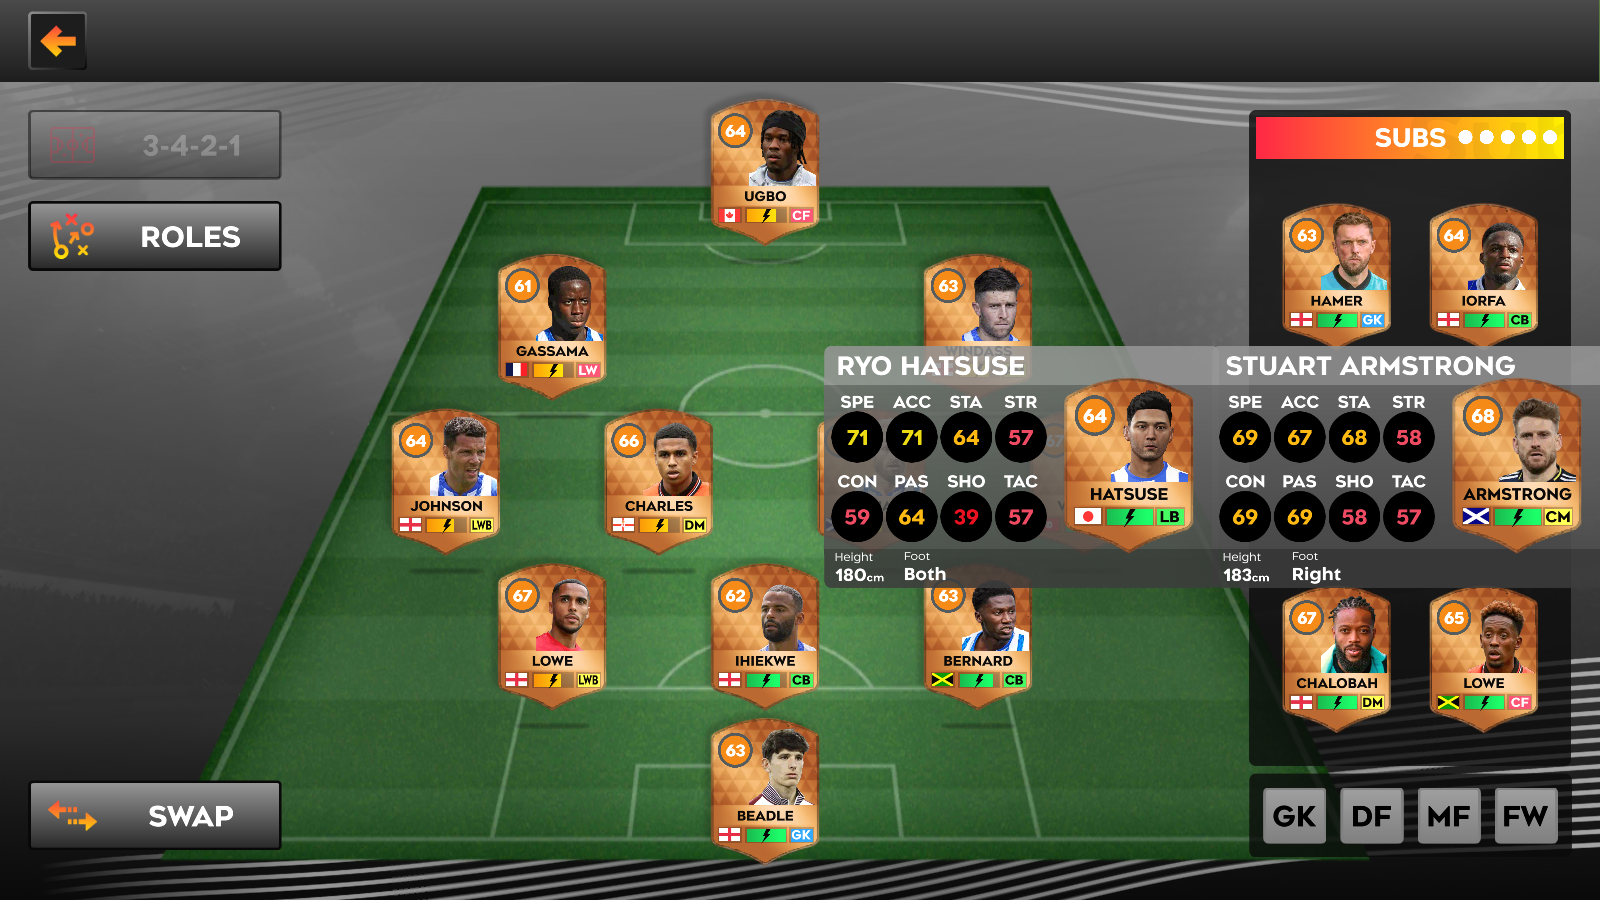 3-4-2-1
ROLES
SWAP
64
UGBO
CF
61
GASSAMA
LW
63
WINDASS
64
JOHNSON
LWB
66
CHARLES
DM
67
LOWE
LWB
62
IHIEKWE
CB
63
BERNARD
CB
63
BEADLE
GK
SUBS
63
HAMER
GK
64
IORFA
CB
RYO HATSUSE
SPE ACC STA STR
71 71 64 57
CON PAS SHO TAC
59 64 39 57
Height Foot
180cm Both
64
HATSUSE
LB
STUART ARMSTRONG
SPE ACC STA STR
69 67 68 58
CON PAS SHO TAC
69 69 58 57
Height Foot
183cm Right
68
ARMSTRONG
CM
67
CHALOBAH
DM
65
LOWE
CF
GK DF MF FW